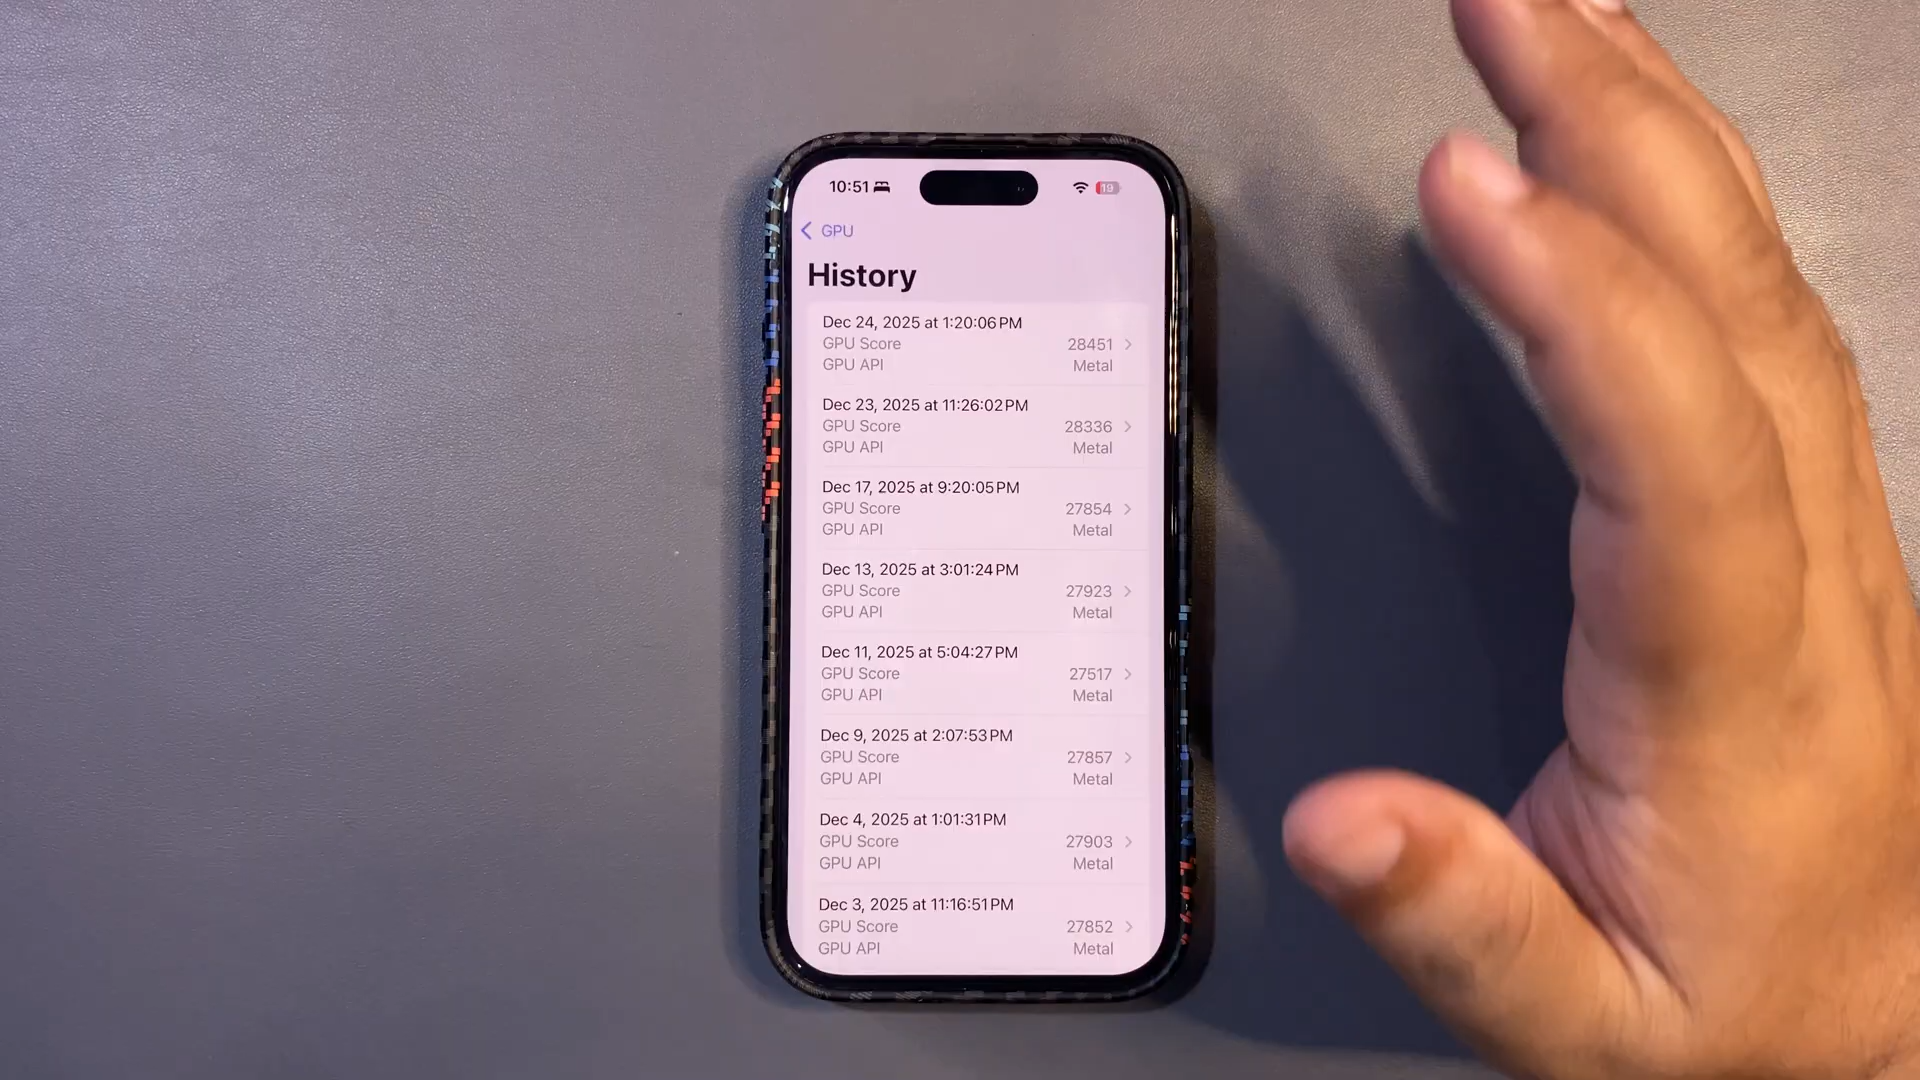 10:51
19
GPU
History
Dec 24, 2025 at 1:20:06 PM
GPU Score 28451
GPU API Metal
Dec 23, 2025 at 11:26:02 PM
GPU Score 28336
GPU API Metal
Dec 17, 2025 at 9:20:05 PM
GPU Score 27854
GPU API Metal
Dec 13, 2025 at 3:01:24 PM
GPU Score 27923
GPU API Metal
Dec 11, 2025 at 5:04:27 PM
GPU Score 27517
GPU API Metal
Dec 9, 2025 at 2:07:53 PM
GPU Score 27857
GPU API Metal
Dec 4, 2025 at 1:01:31 PM
GPU Score 27903
GPU API Metal
Dec 3, 2025 at 11:16:51 PM
GPU Score 27852
GPU API Metal